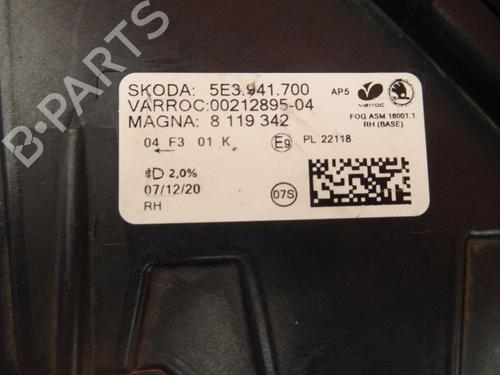 B-PARTS
SKODA: 5E3.941.700
VARROC:00212895-04
MAGNA: 8 119 342
AP5
varroc
FOG ASM 16001.1
RH (BASE)
04 F3 01 K
E9
PL 22118
2,0%
07/12/20
07S
RH